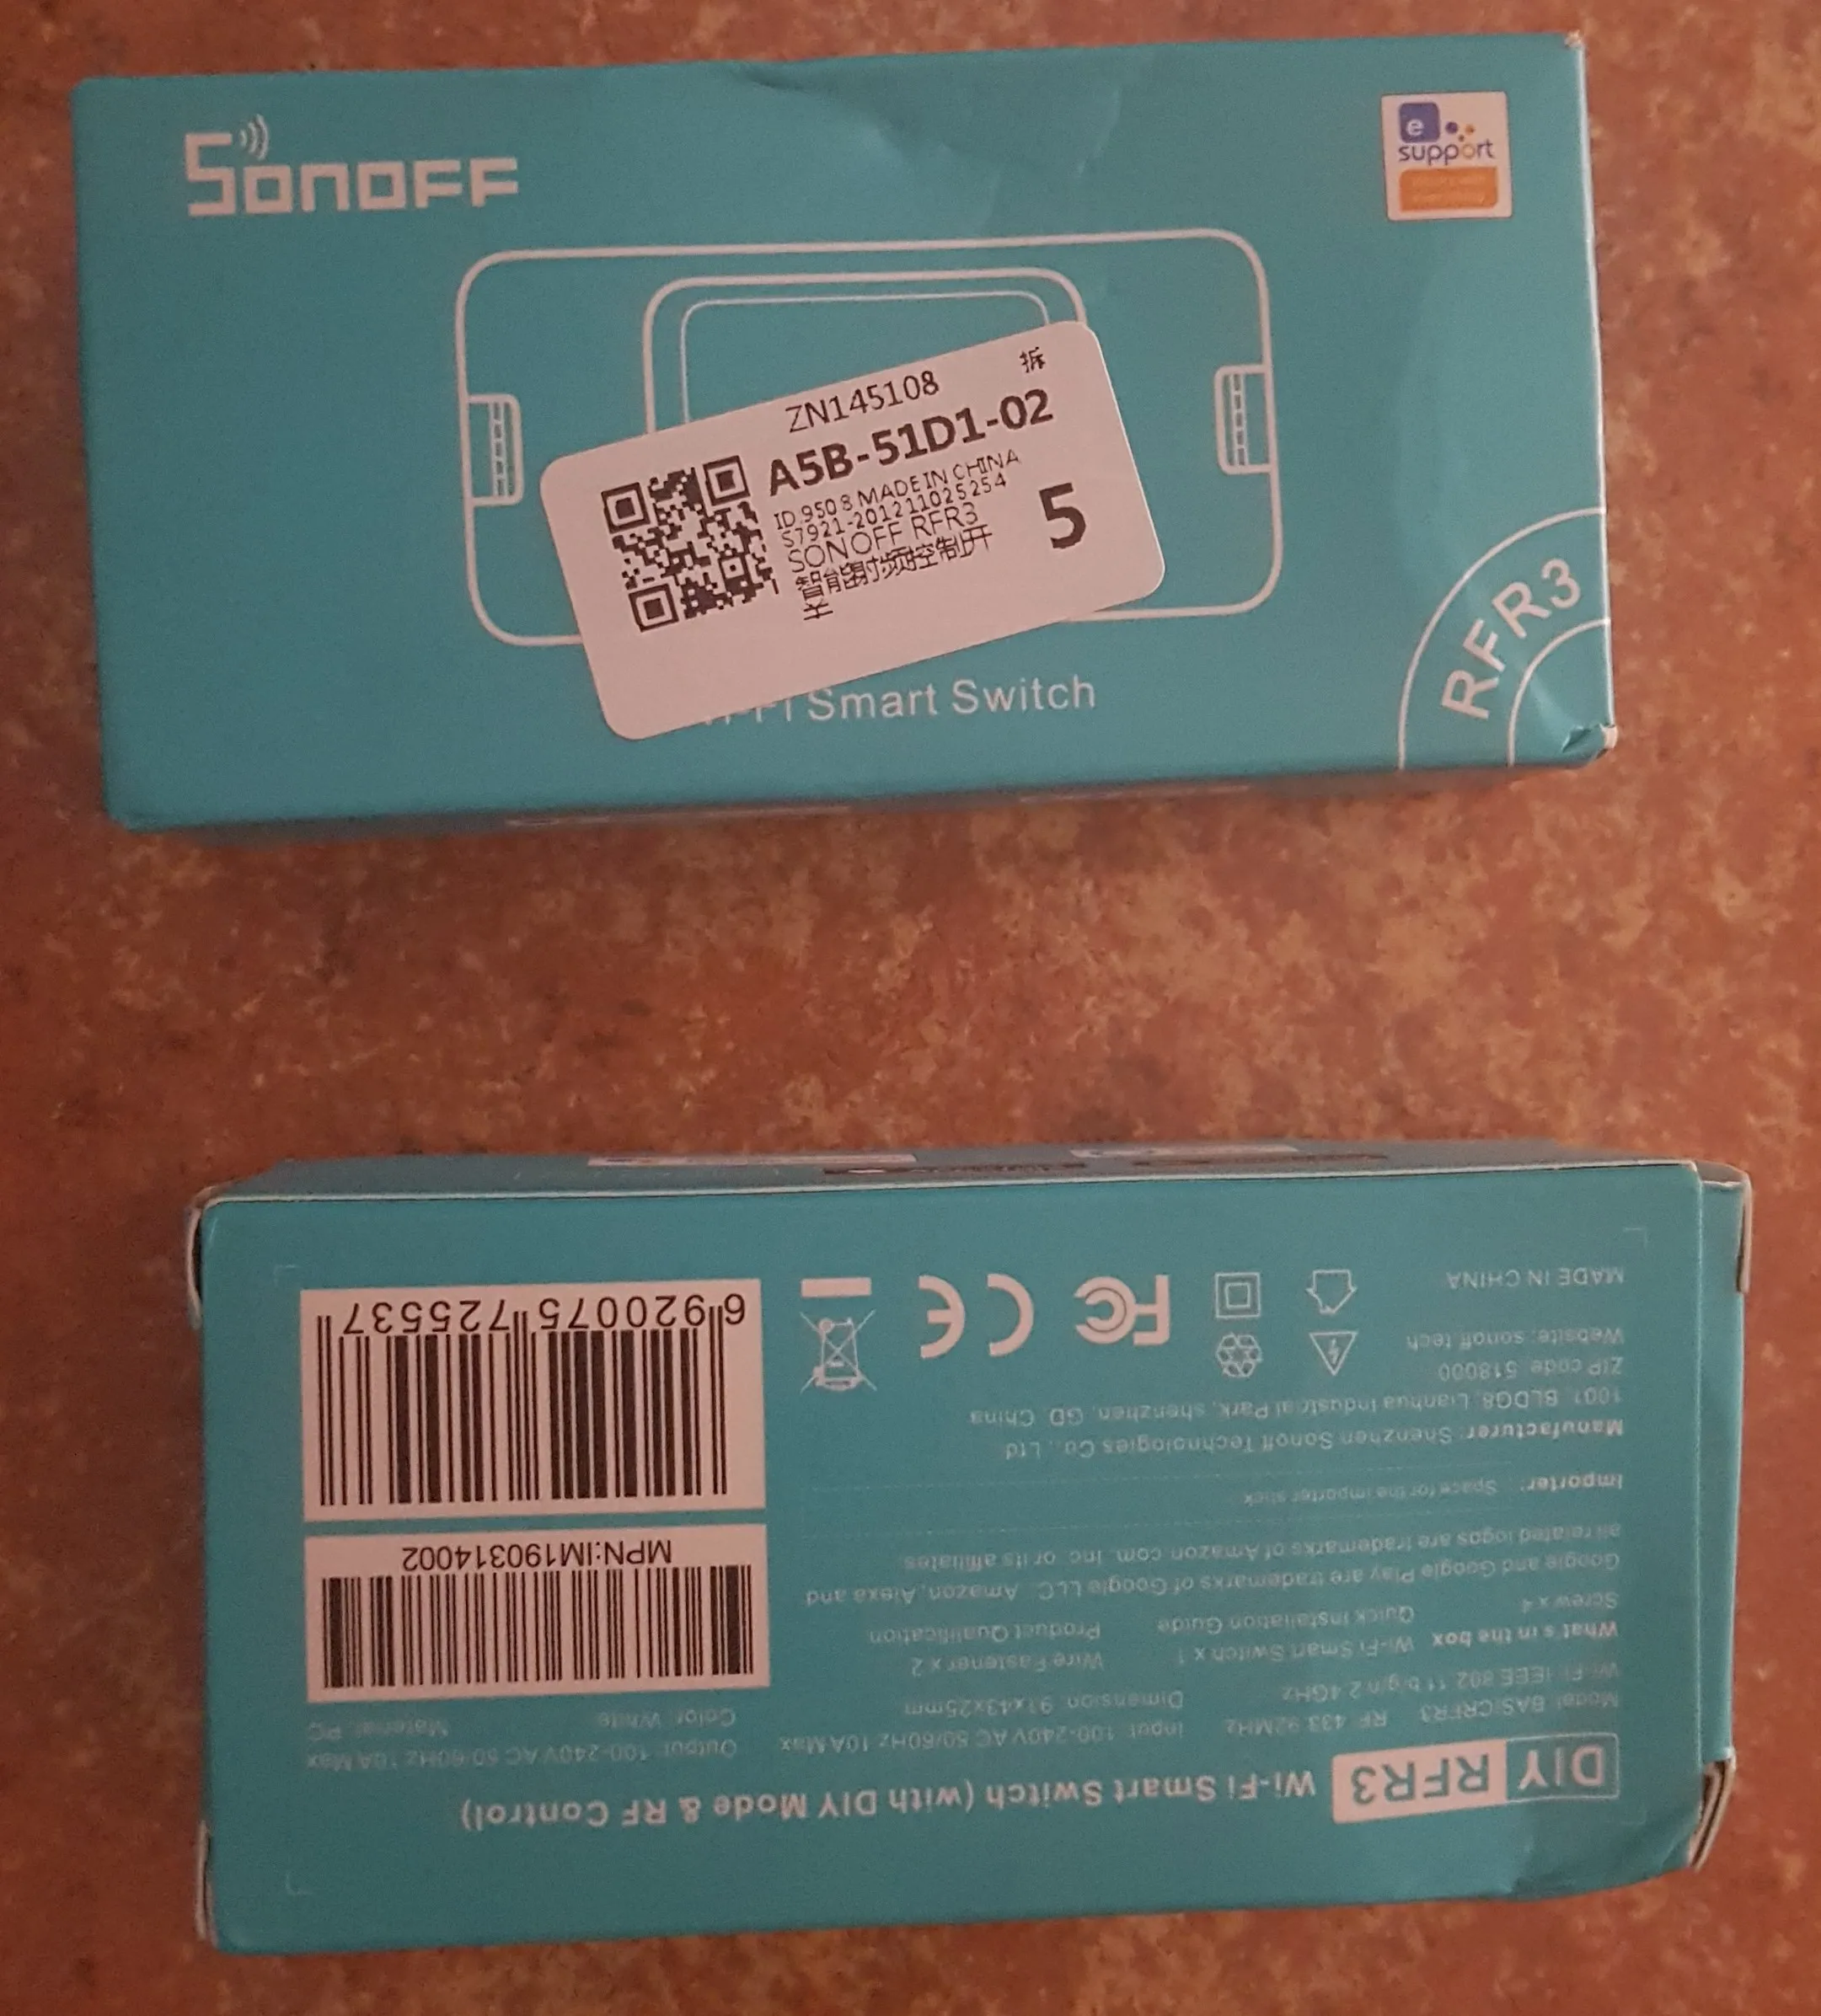 SONOFF
e
support
ZN145108
拆
A5B-51D1-02
ID 9508 MADE IN CHINA
S7921-201211025254
SONOFF RFR3
5
智能射频控制开
关
Smart Switch
RFR3
DIY RFR3 Wi-Fi Smart Switch (with DIY Mode & RF Control)
Model: BASICRFR3 RF: 433.92MHz Input: 100-240V AC 50/60Hz 10A Max Output: 100-240V AC 50/60Hz 10A Max
Wi-Fi: IEEE 802.11 b/g/n 2.4GHz Dimension: 91x43x25mm Color: White Material: PC
What's in the box Wi-Fi Smart Switch x 1 Wire Fastener x 2
Screw x 4 Quick Installation Guide Product Qualification
Google and Google Play are trademarks of Google LLC. Amazon, Alexa and
all related logos are trademarks of Amazon.com, Inc. or its affiliates.
Importer: Space for the importer stick
Manufacturer: Shenzhen Sonoff Technologies Co., Ltd
1001, BLDG8, Lianhua Industrial Park, shenzhen, GD, China
ZIP code: 518000
Website: sonoff.tech
MADE IN CHINA
FC CE
MPN:IM190314002
6 920075 725537